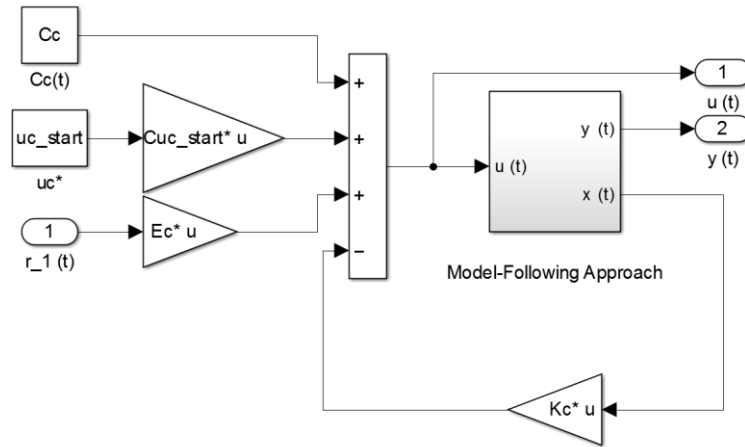 Cc
Cc(t)
uc_start
uc*
Cuc_start* u
1
r_1 (t)
Ec* u
+
+
+
−
u (t)
y (t)
x (t)
Model-Following Approach
1
u (t)
2
y (t)
Kc* u